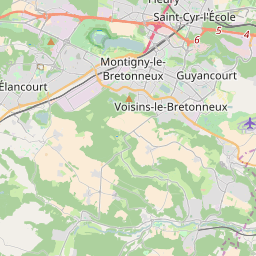 Fleury
Saint-Cyr-l'École
6
5
4
Montigny-le-
Bretonneux
Guyancourt
Élancourt
Voisins-le-Bretonneux